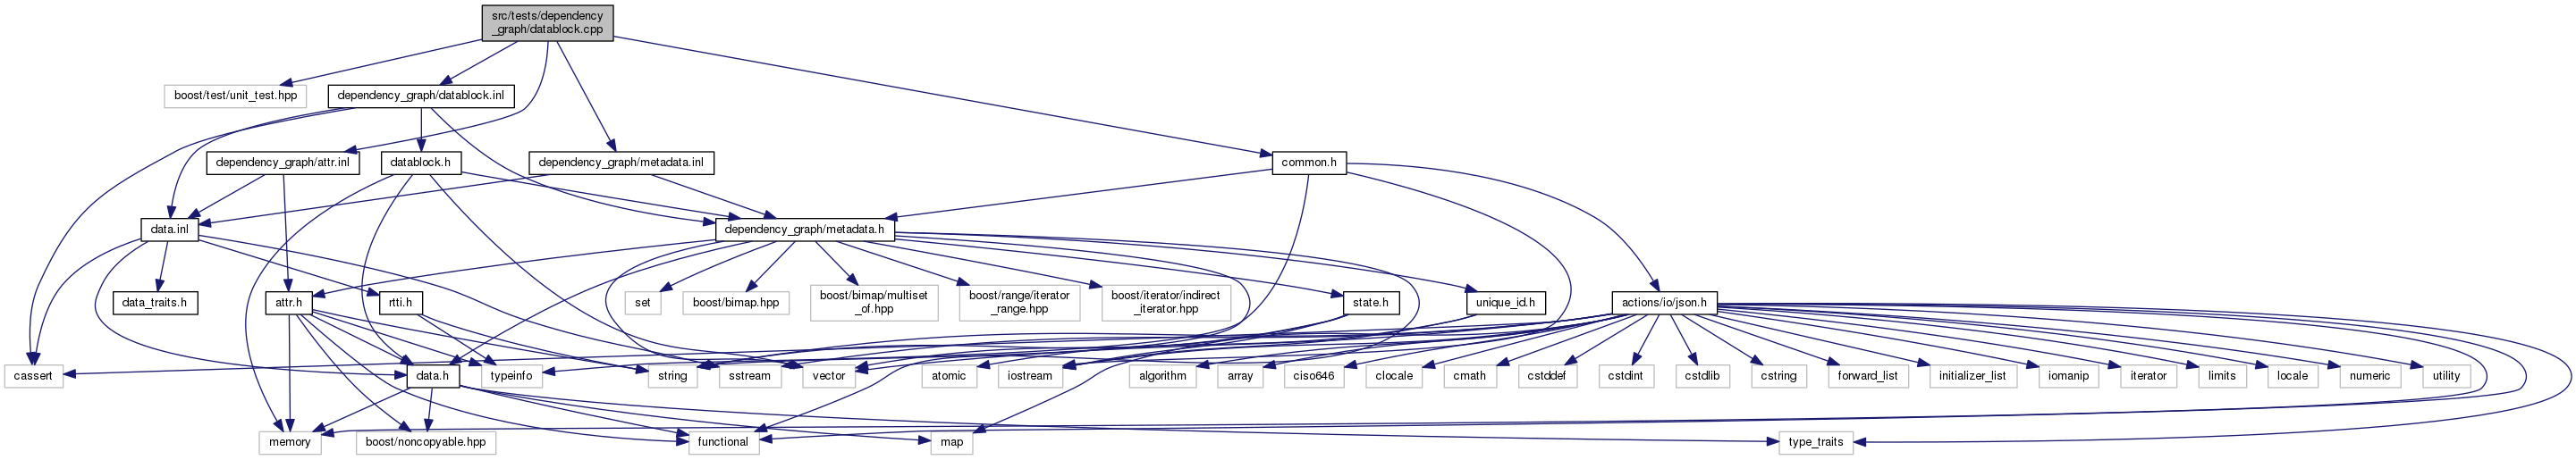 src/tests/dependency
_graph/datablock.cpp
boost/test/unit_test.hpp
dependency_graph/datablock.inl
dependency_graph/attr.inl
datablock.h
dependency_graph/metadata.inl
common.h
data.inl
dependency_graph/metadata.h
data_traits.h
attr.h
rtti.h
set
boost/bimap.hpp
boost/bimap/multiset
_of.hpp
boost/range/iterator
_range.hpp
boost/iterator/indirect
_iterator.hpp
state.h
unique_id.h
actions/io/json.h
cassert
data.h
typeinfo
string
sstream
vector
atomic
iostream
algorithm
array
ciso646
clocale
cmath
cstddef
cstdint
cstdlib
cstring
forward_list
initializer_list
iomanip
iterator
limits
locale
numeric
utility
memory
boost/noncopyable.hpp
functional
map
type_traits